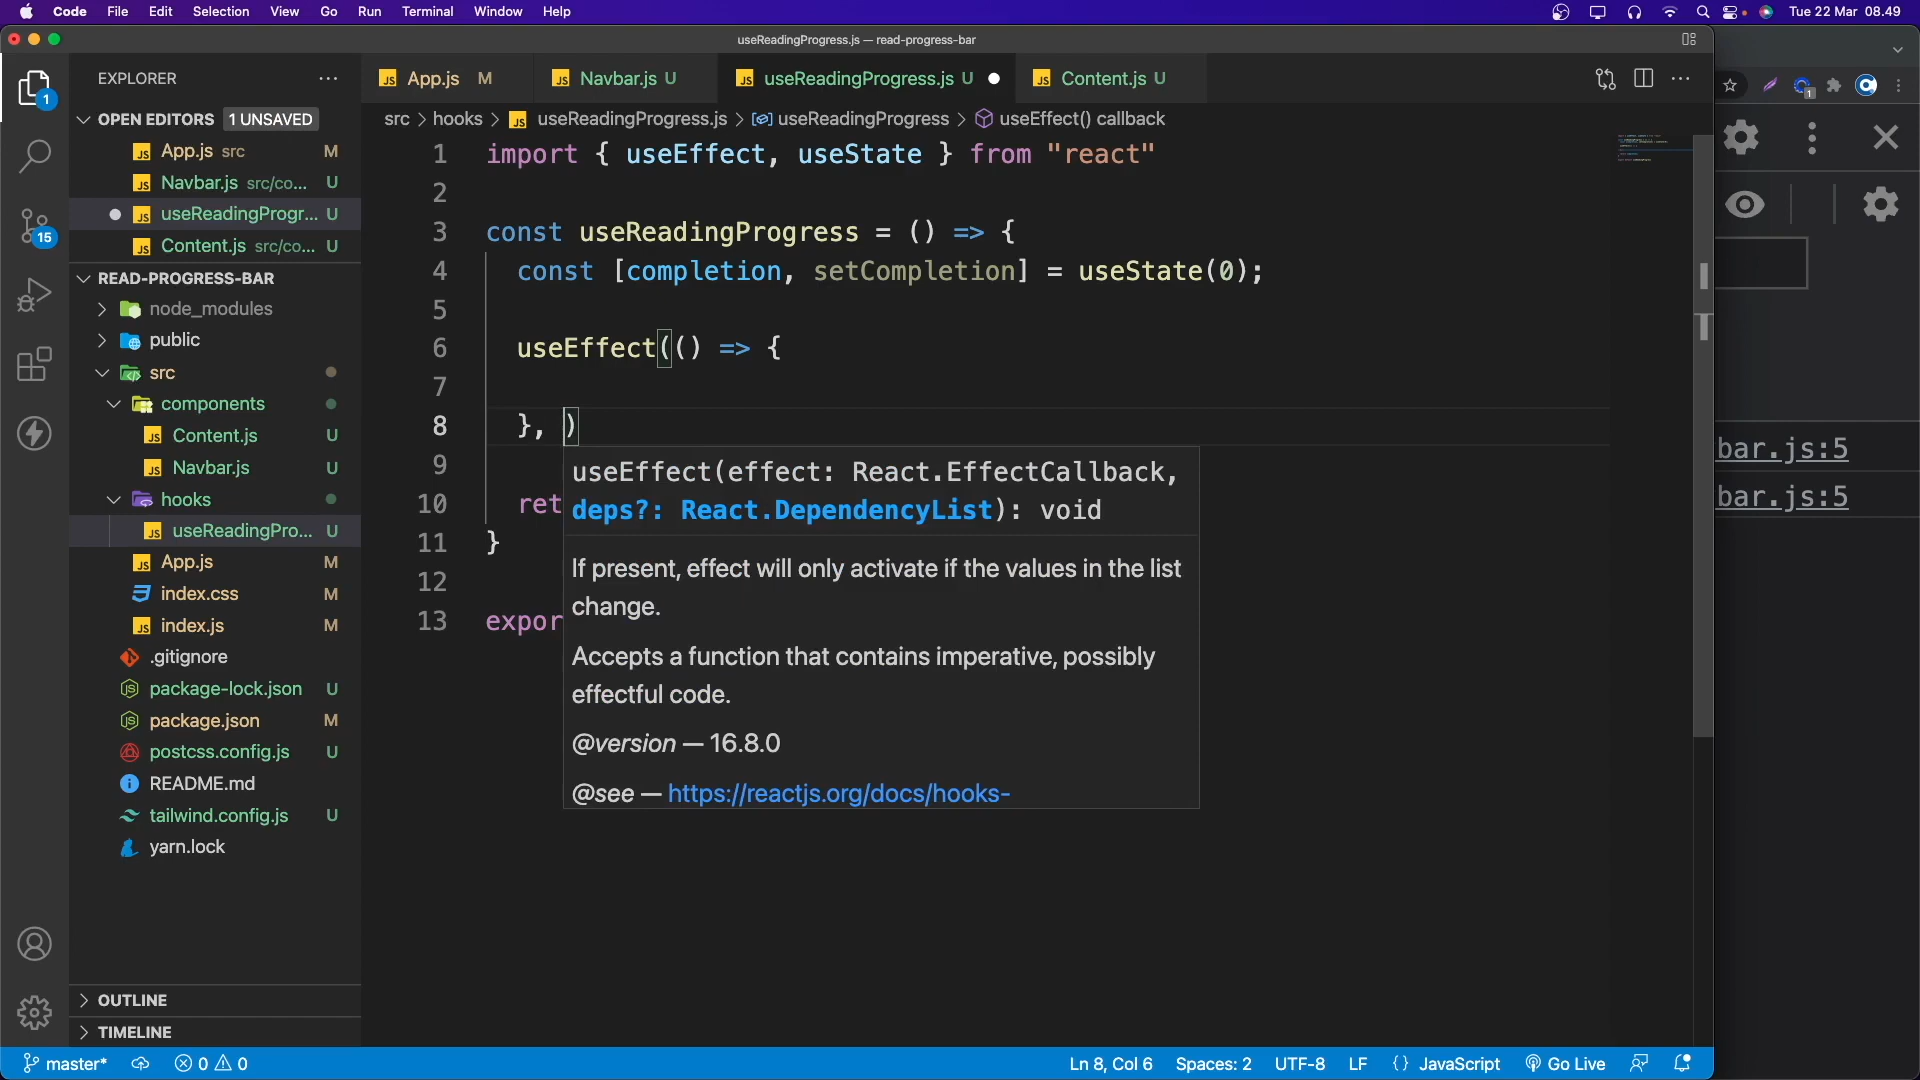 Code File Edit Selection View Go Run Terminal Window Help
Tue 22 Mar 08.49
useReadingProgress.js — read-progress-bar
EXPLORER
App.js M
Navbar.js U
useReadingProgress.js U
Content.js U
1
OPEN EDITORS 1 UNSAVED
App.js src M
Navbar.js src/co... U
useReadingProgr... U
Content.js src/co... U
15
READ-PROGRESS-BAR
node_modules
public
src
components
Content.js U
Navbar.js U
hooks
useReadingPro... U
App.js M
index.css M
index.js M
.gitignore
package-lock.json U
package.json M
postcss.config.js U
README.md
tailwind.config.js U
yarn.lock
OUTLINE
TIMELINE
src > hooks > useReadingProgress.js > useReadingProgress > useEffect() callback
1 import { useEffect, useState } from "react"
2
3 const useReadingProgress = () => {
4 const [completion, setCompletion] = useState(0);
5
6 useEffect(() => {
7
8 }, )
9
10 ret
11 }
12
13 expor
useEffect(effect: React.EffectCallback,
deps?: React.DependencyList): void
If present, effect will only activate if the values in the list
change.
Accepts a function that contains imperative, possibly
effectful code.
@version — 16.8.0
@see — https://reactjs.org/docs/hooks-
1
bar.js:5
bar.js:5
master* 0 0
Ln 8, Col 6 Spaces: 2 UTF-8 LF {} JavaScript Go Live